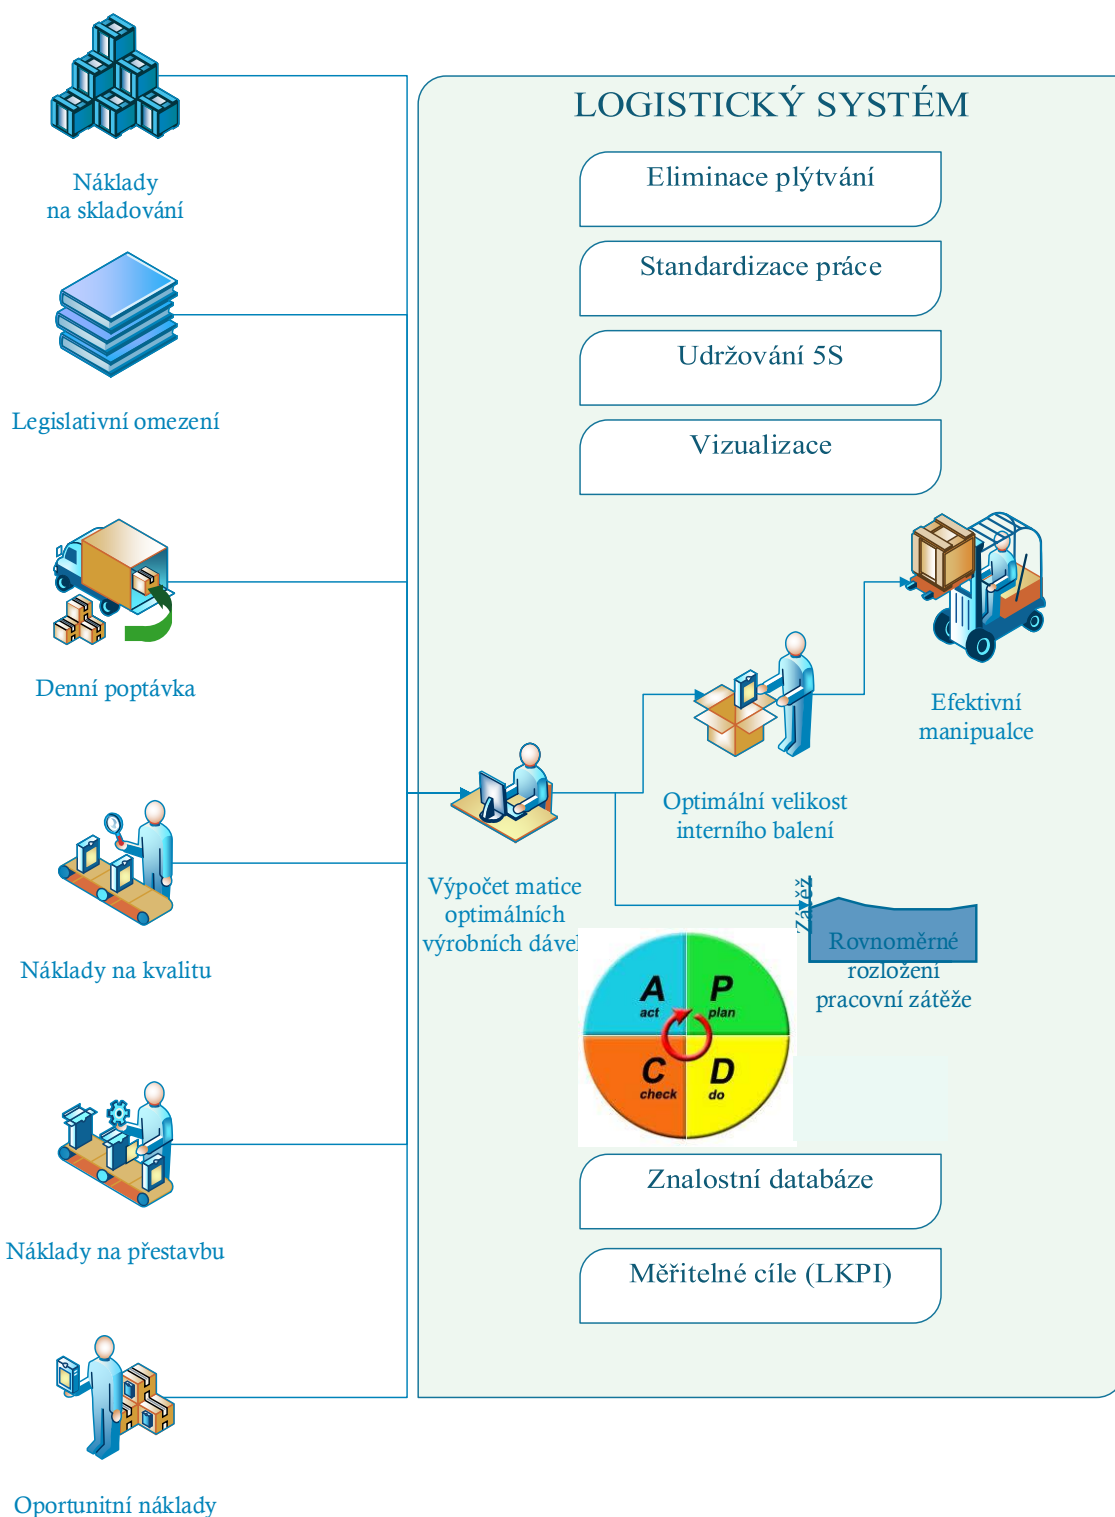 Náklady
na skladování
Legislativní omezení
Denní poptávka
Náklady na kvalitu
Náklady na přestavbu
Oportunitní náklady
LOGISTICKÝ SYSTÉM
Eliminace plýtvání
Standardizace práce
Udržování 5S
Vizualizace
Efektivní
manipualce
Optimální velikost
interního balení
Výpočet matice
optimálních
výrobních dáve
Zátěž
Rovnoměrné
rozložení
pracovní zátěže
A
act
P
plan
C
check
D
do
Znalostní databáze
Měřitelné cíle (LKPI)